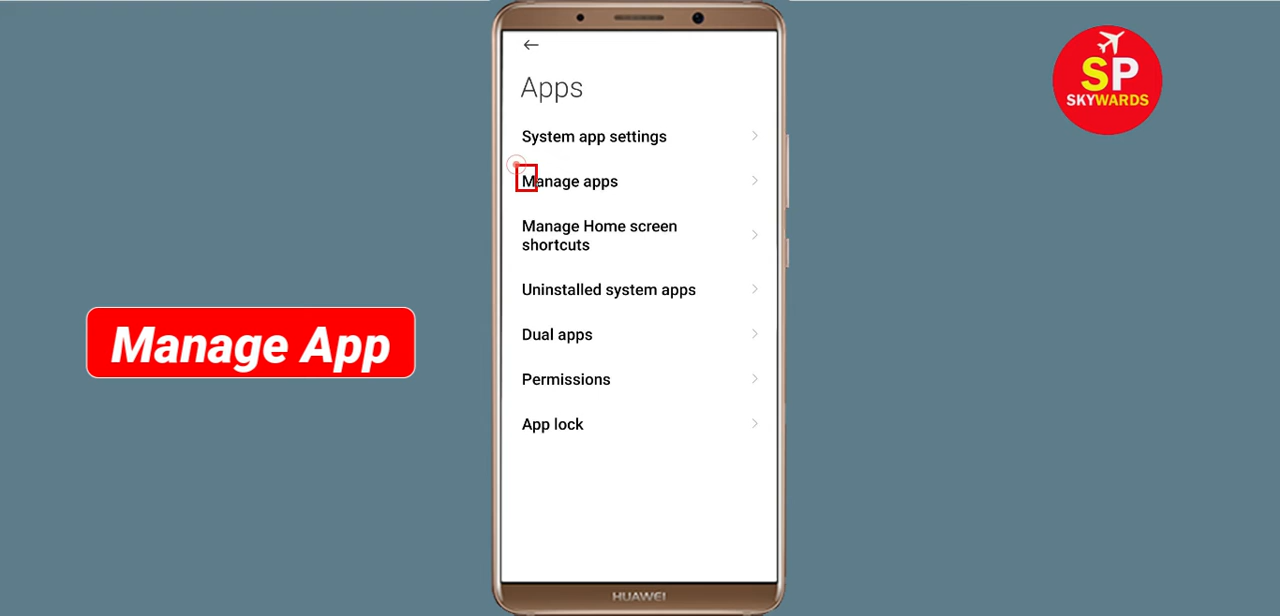 Apps
System app settings
Manage apps
Manage Home screen
shortcuts
Uninstalled system apps
Dual apps
Permissions
App lock
HUAWEI
Manage App
SP
SKYWARDS